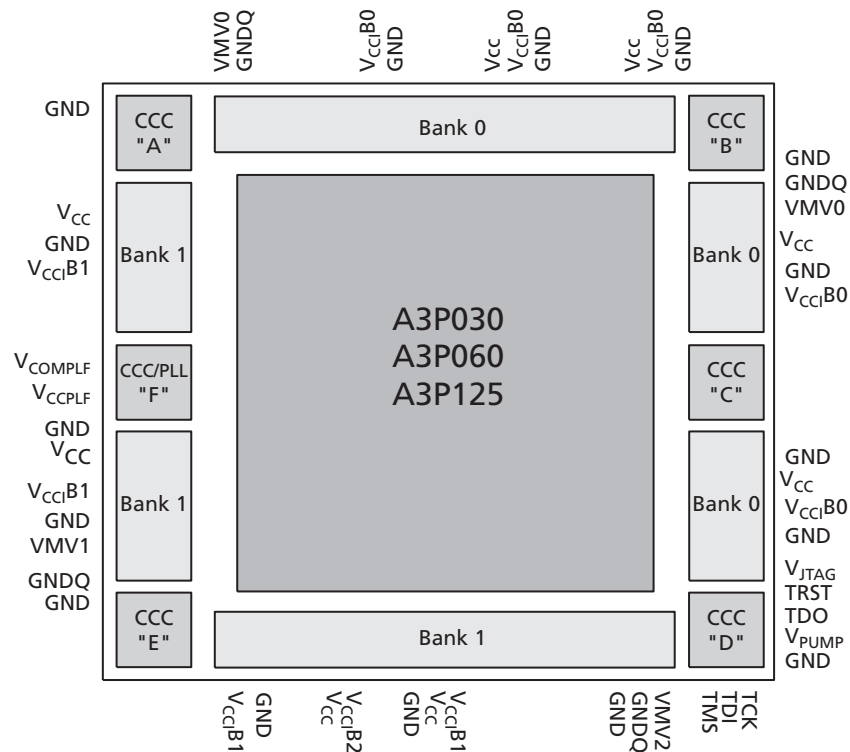 VMV0
GNDQ
VCCIB0
GND
Vcc
VCCIB0
GND
Vcc
VCCIB0
GND
GND
CCC
"A"
Bank 0
CCC
"B"
GND
GNDQ
VMV0
VCC
GND
VCCIB0
VCC
GND
VCCIB1
Bank 1
Bank 0
A3P030
A3P060
A3P125
VCOMPLF
VCCPLF
CCC/PLL
"F"
CCC
"C"
GND
VCC
VCCIB1
GND
VMV1
GNDQ
GND
Bank 1
Bank 0
GND
VCC
VCCIB0
GND
VJTAG
TRST
TDO
VPUMP
GND
CCC
"E"
Bank 1
CCC
"D"
VCCIB1
GND
VCC
VCCIB2
GND
VCC
VCCIB1
GND
GNDQ
VMV2
TMS
TDI
TCK